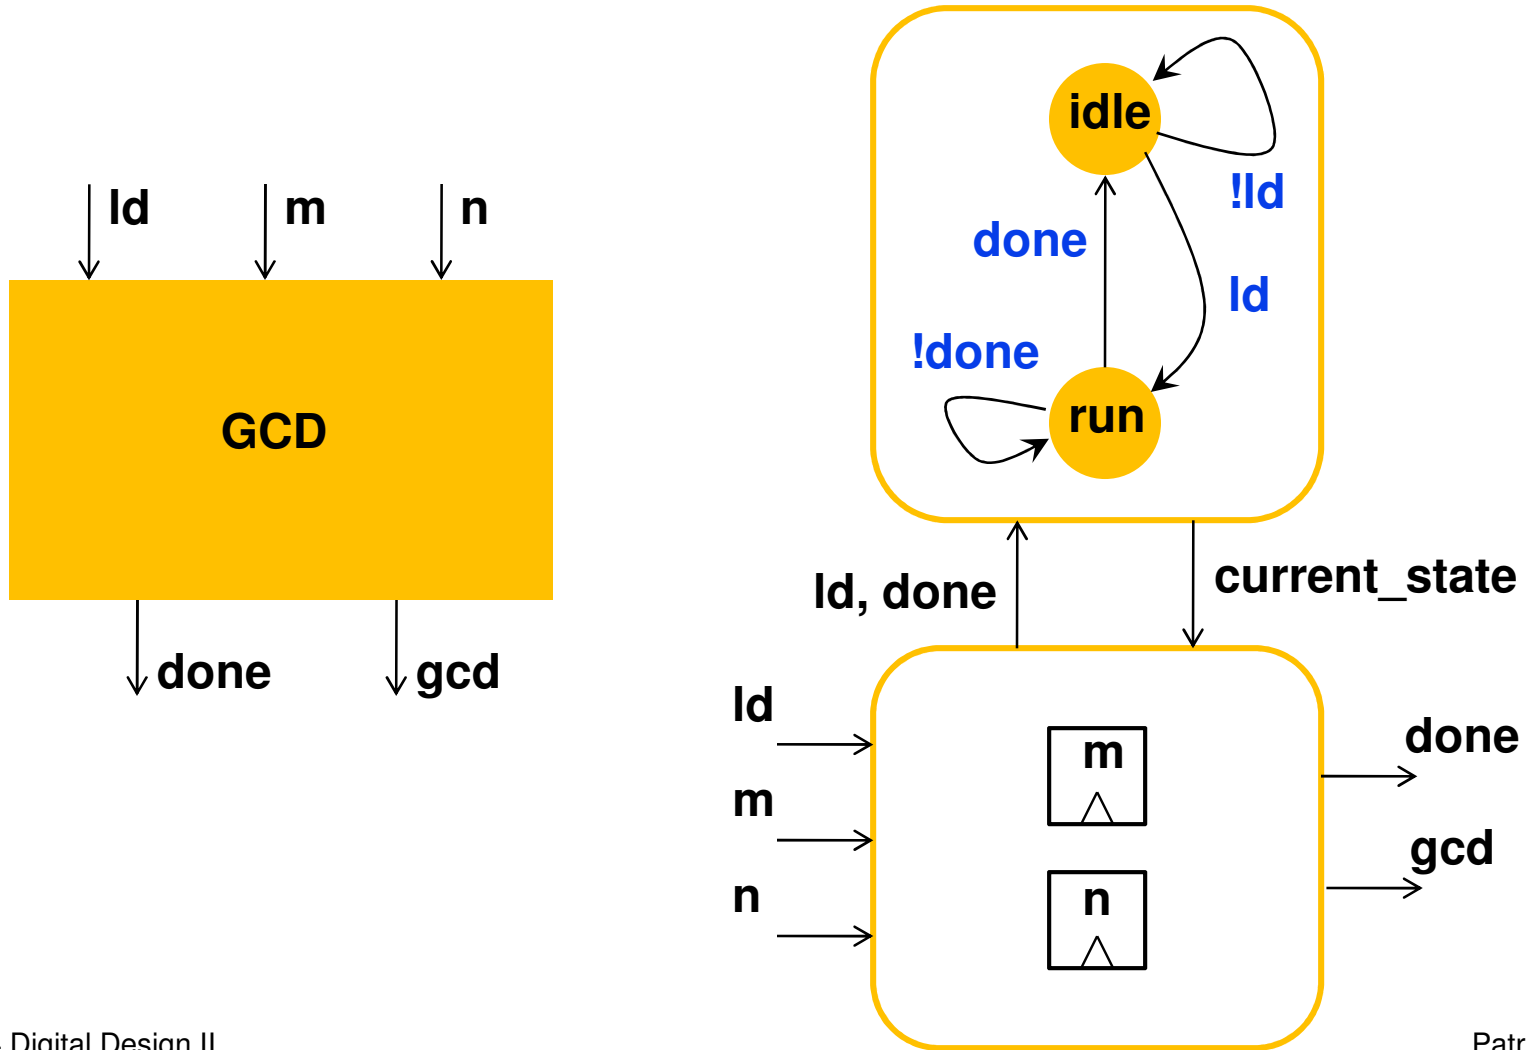 ld
m
n
GCD
done
gcd
idle
!ld
done
ld
!done
run
ld, done
current_state
ld
m
n
m
n
done
gcd
Digital Design II
Patr